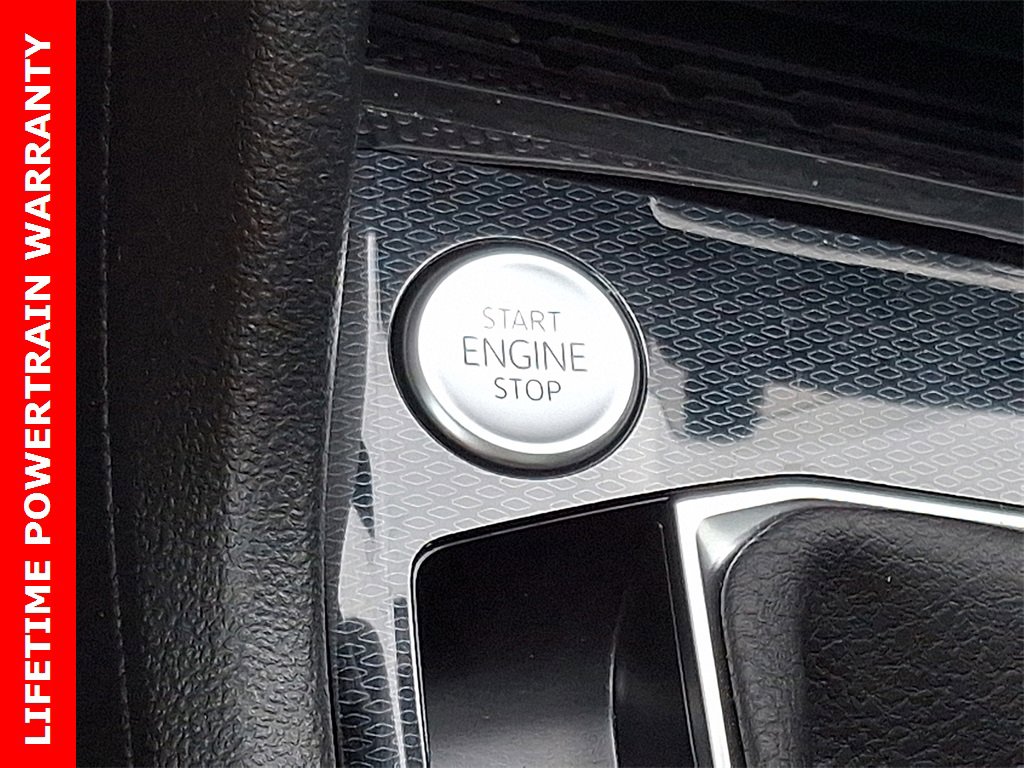 LIFETIME POWERTRAIN WARRANTY
START
ENGINE
STOP